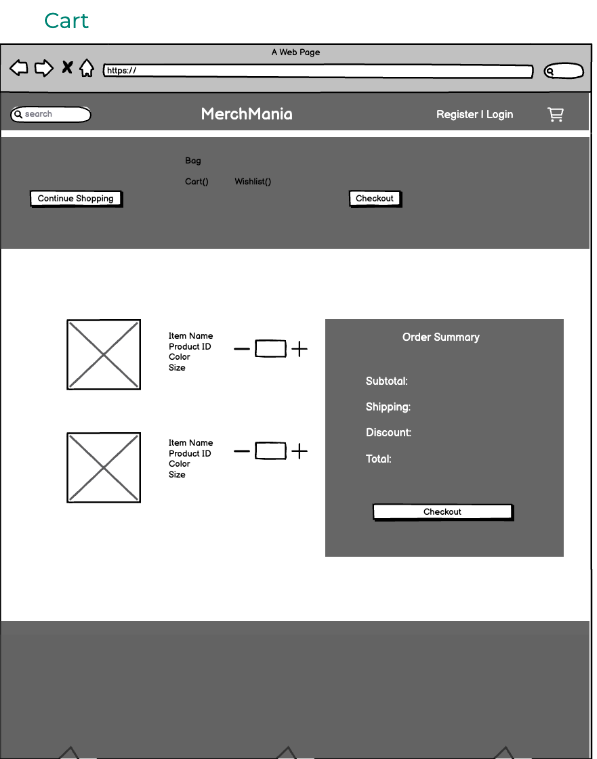 Cart
A Web Page
https://
search
MerchMania
Register | Login
Bag
Cart() Wishlist()
Continue Shopping
Checkout
Item Name
Product ID
Color
Size
Item Name
Product ID
Color
Size
Order Summary
Subtotal:
Shipping:
Discount:
Total:
Checkout